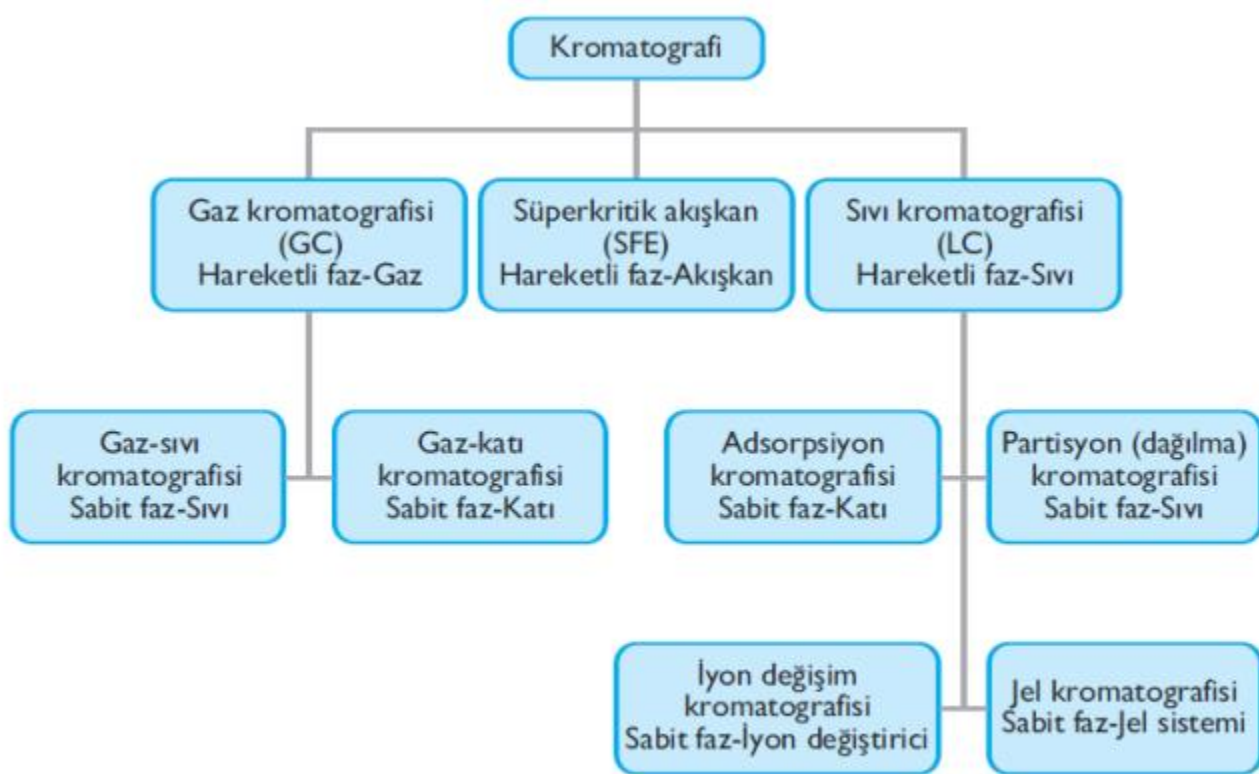 Kromatografi
Gaz kromatografisi
(GC)
Hareketli faz-Gaz
Süperkritik akışkan
(SFE)
Hareketli faz-Akışkan
Sıvı kromatografisi
(LC)
Hareketli faz-Sıvı
Gaz-sıvı
kromatografisi
Sabit faz-Sıvı
Gaz-katı
kromatografisi
Sabit faz-Katı
Adsorpsiyon
kromatografisi
Sabit faz-Katı
Partisyon (dağılma)
kromatografisi
Sabit faz-Sıvı
İyon değişim
kromatografisi
Sabit faz-İyon değiştirici
Jel kromatografisi
Sabit faz-Jel sistemi